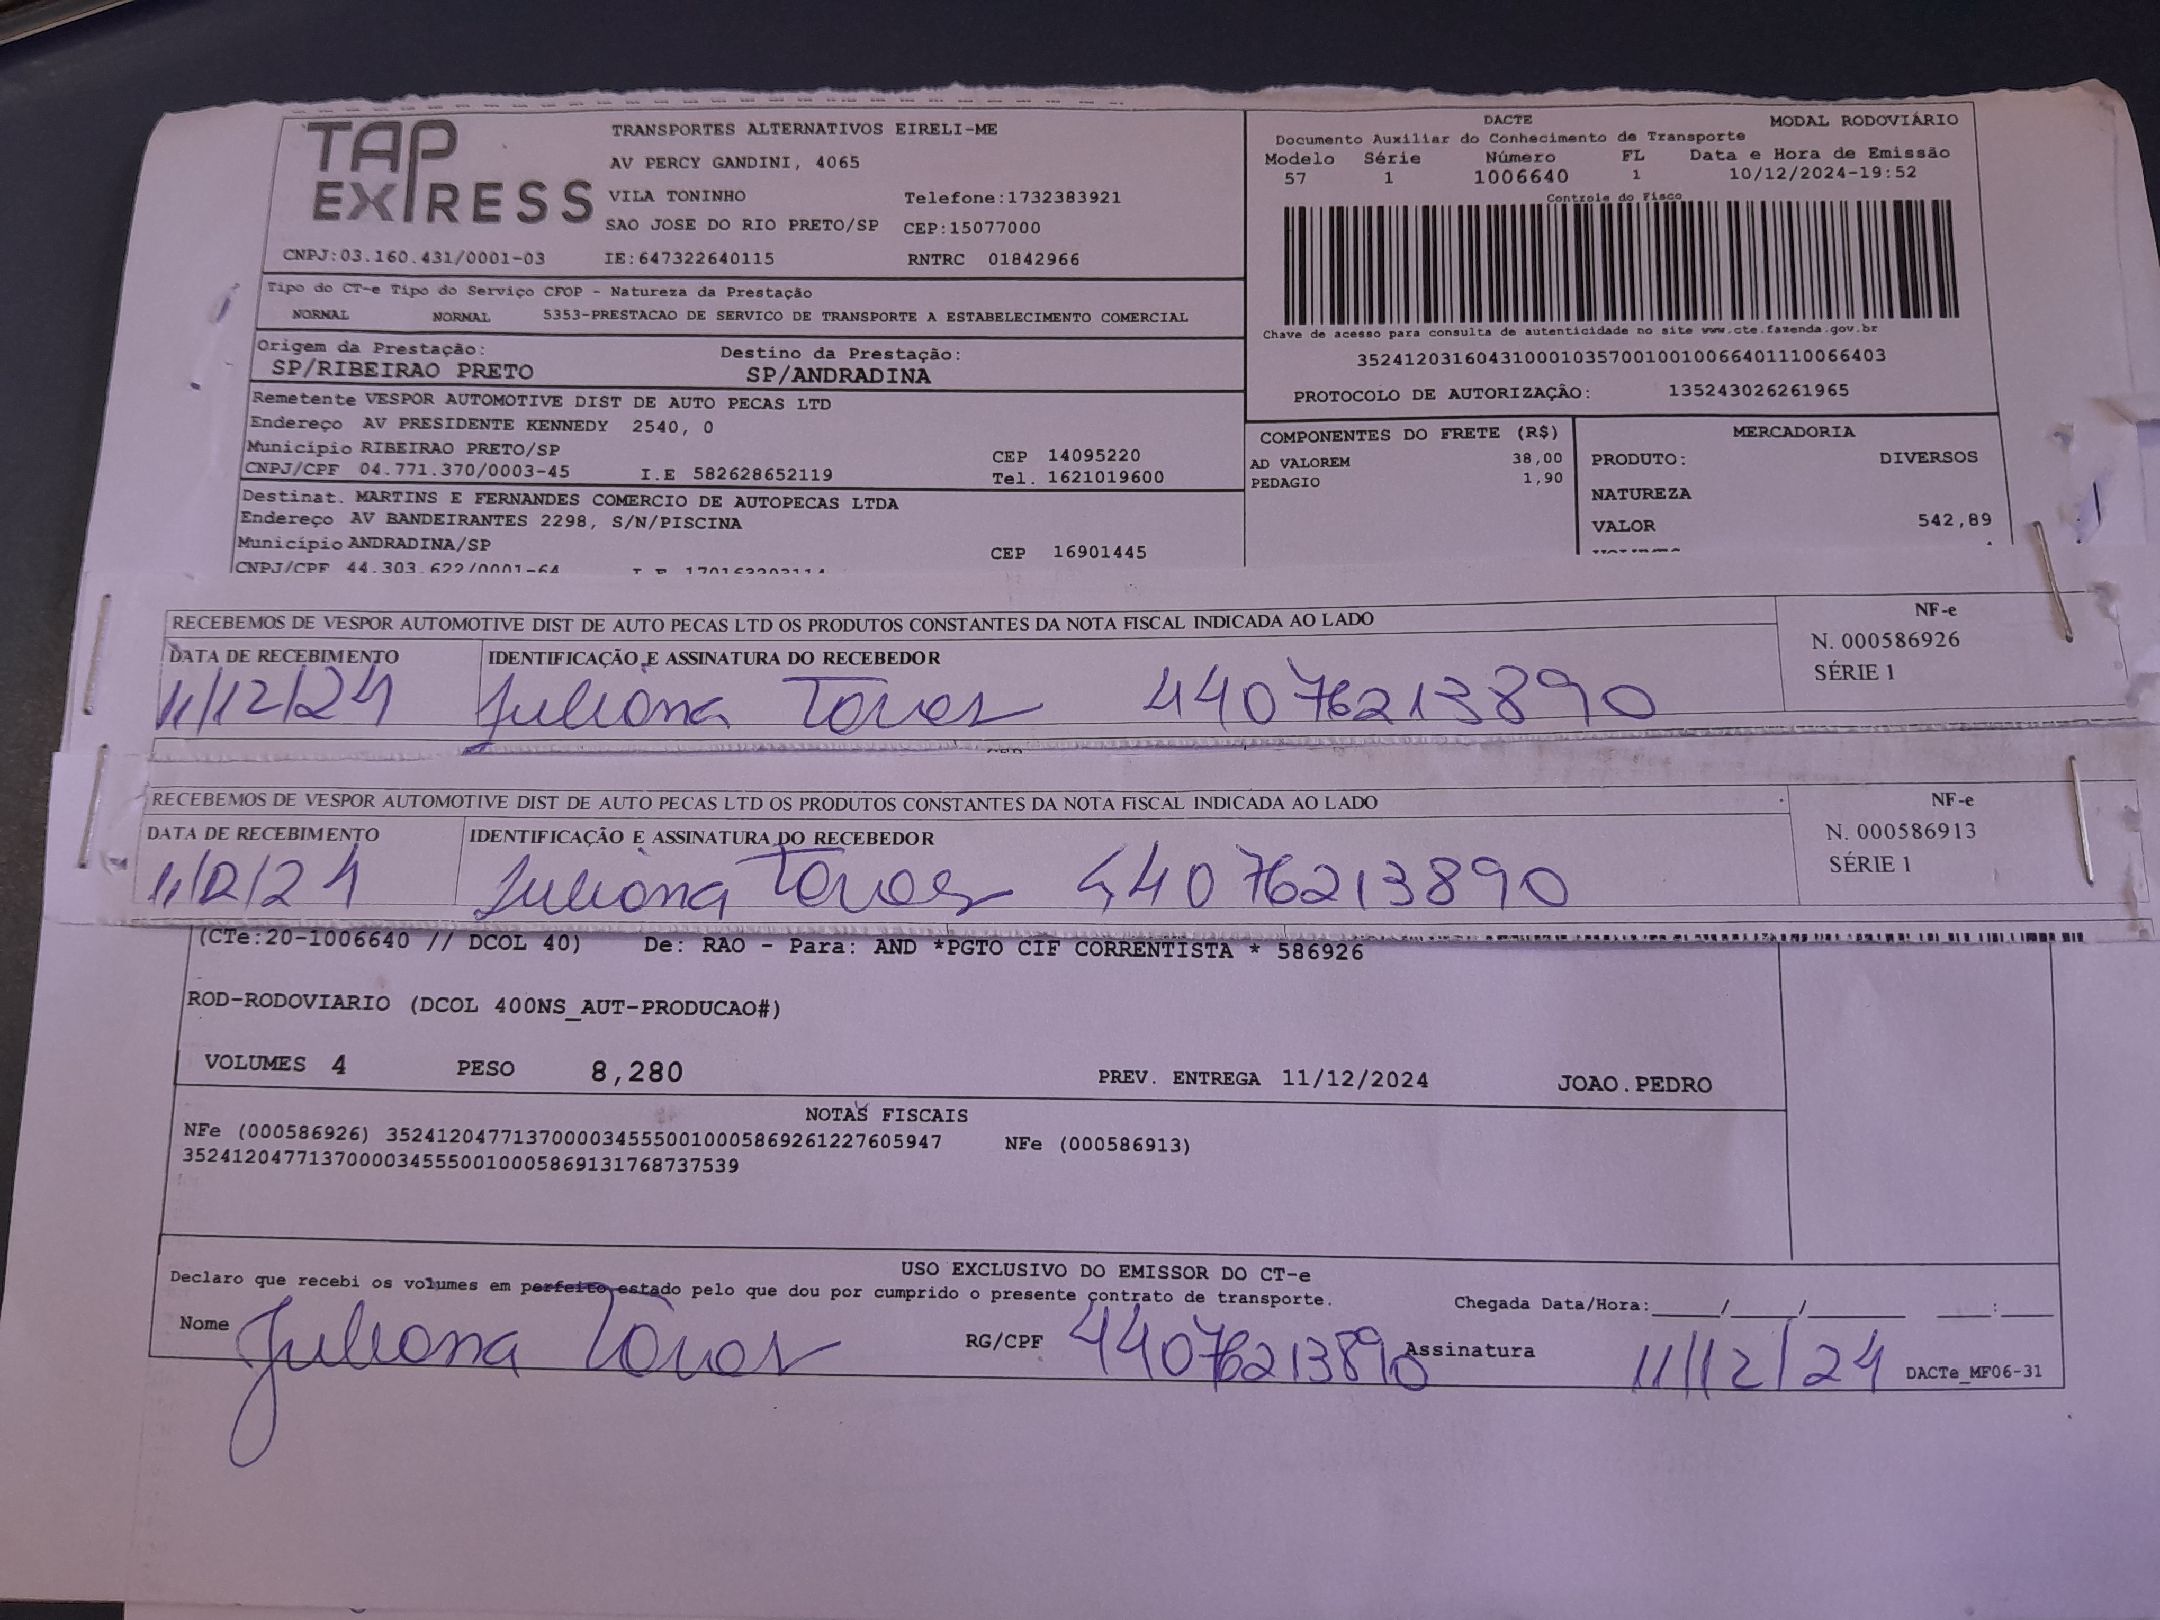 TAP EXPRESS
TRANSPORTES ALTERNATIVOS EIRELI-ME
AV PERCY GANDINI, 4065
VILA TONINHO Telefone:1732383921
SAO JOSE DO RIO PRETO/SP CEP:15077000
CNPJ:03.160.431/0001-03 IE:647322640115 RNTRC 01842966
DACTE MODAL RODOVIÁRIO
Documento Auxiliar do Conhecimento de Transporte
Modelo Série Número FL Data e Hora de Emissão
57 1 1006640 1 10/12/2024-19:52
Controle do Fisco
Chave de acesso para consulta de autenticidade no site www.cte.fazenda.gov.br
35241203160431000103570010010066401110066403
PROTOCOLO DE AUTORIZAÇÃO: 135243026261965
Tipo do CT-e Tipo do Serviço CFOP - Natureza da Prestação
NORMAL NORMAL 5353-PRESTACAO DE SERVICO DE TRANSPORTE A ESTABELECIMENTO COMERCIAL
Origem da Prestação: Destino da Prestação:
SP/RIBEIRAO PRETO SP/ANDRADINA
Remetente VESPOR AUTOMOTIVE DIST DE AUTO PECAS LTD
Endereço AV PRESIDENTE KENNEDY 2540, 0
Município RIBEIRAO PRETO/SP CEP 14095220
CNPJ/CPF 04.771.370/0003-45 I.E 582628652119 Tel. 1621019600
Destinat. MARTINS E FERNANDES COMERCIO DE AUTOPECAS LTDA
Endereço AV BANDEIRANTES 2298, S/N/PISCINA
Município ANDRADINA/SP CEP 16901445
CNPJ/CPF 44.303.622/0001-64
COMPONENTES DO FRETE (R$)
AD VALOREM 38,00
PEDAGIO 1,90
MERCADORIA
PRODUTO: DIVERSOS
NATUREZA
VALOR 542,89
RECEBEMOS DE VESPOR AUTOMOTIVE DIST DE AUTO PECAS LTD OS PRODUTOS CONSTANTES DA NOTA FISCAL INDICADA AO LADO
NF-e
N. 000586926
SÉRIE 1
DATA DE RECEBIMENTO IDENTIFICAÇÃO E ASSINATURA DO RECEBEDOR
11/12/24 Juliana 44076213890
RECEBEMOS DE VESPOR AUTOMOTIVE DIST DE AUTO PECAS LTD OS PRODUTOS CONSTANTES DA NOTA FISCAL INDICADA AO LADO
NF-e
N. 000586913
SÉRIE 1
DATA DE RECEBIMENTO IDENTIFICAÇÃO E ASSINATURA DO RECEBEDOR
11/12/24 Juliana 44076213890
(CTe:20-1006640 // DCOL 40) De: RAO - Para: AND *PGTO CIF CORRENTISTA * 586926
ROD-RODOVIARIO (DCOL 400NS_AUT-PRODUCAO#)
VOLUMES 4 PESO 8,280 PREV. ENTREGA 11/12/2024 JOAO.PEDRO
NOTAS FISCAIS
NFe (000586926) 35241204771370000345550010005869261227605947 NFe (000586913)
35241204771370000345550010005869131768737539
USO EXCLUSIVO DO EMISSOR DO CT-e
Declaro que recebi os volumes em perfeito estado pelo que dou por cumprido o presente contrato de transporte.
Chegada Data/Hora:____/____/______ ___:___
Nome Juliana RG/CPF 44076213890 Assinatura 11/12/24 DACTe_MF06-31